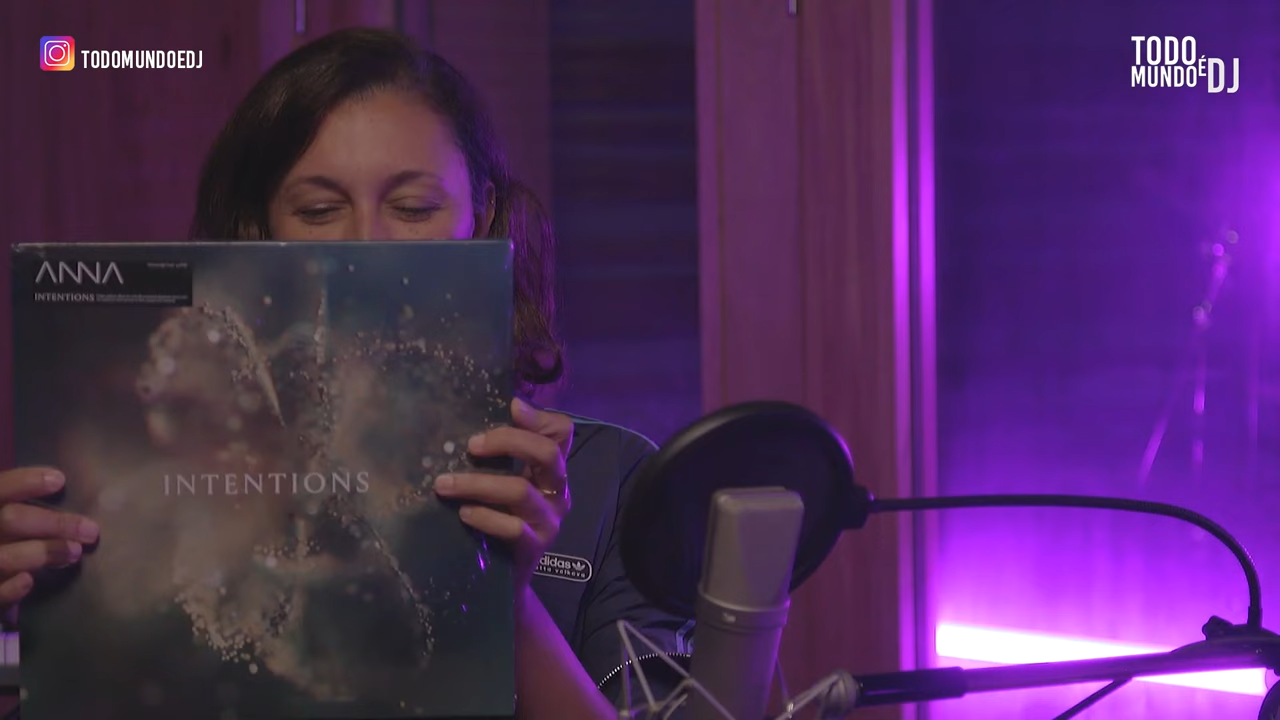 TODOMUNDOEDJ
TODO
MUNDO É DJ
ANNA
INTENTIONS
INTENTIONS
adidas